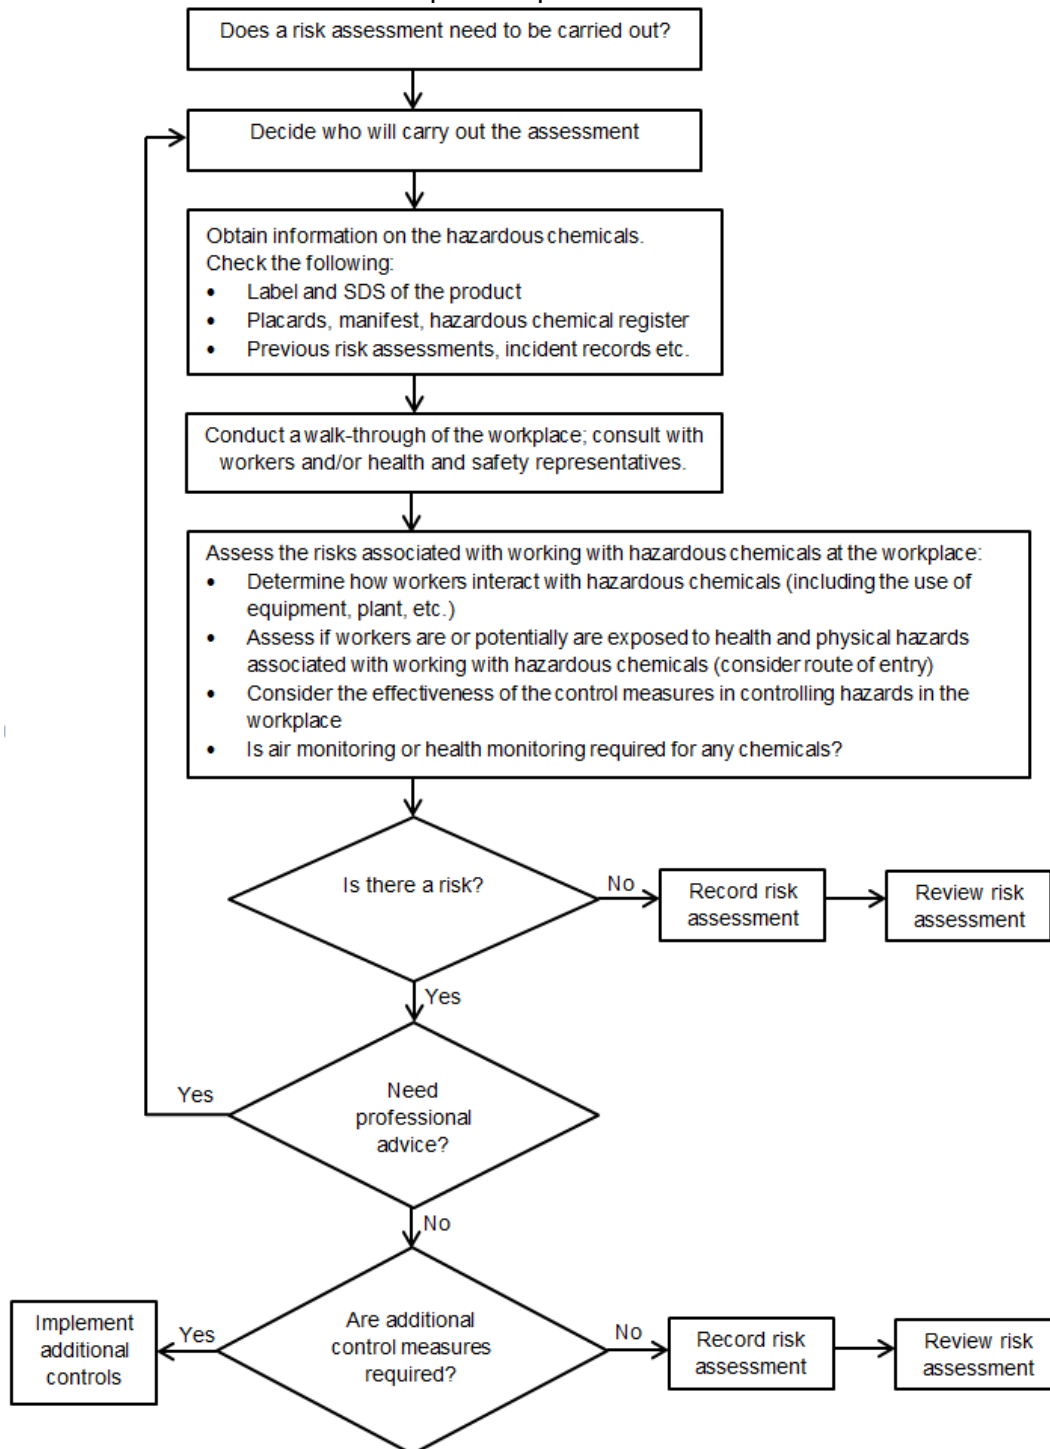 Does a risk assessment need to be carried out?
Decide who will carry out the assessment
Obtain information on the hazardous chemicals.
Check the following:
• Label and SDS of the product
• Placards, manifest, hazardous chemical register
• Previous risk assessments, incident records etc.
Conduct a walk-through of the workplace; consult with
workers and/or health and safety representatives.
Assess the risks associated with working with hazardous chemicals at the workplace:
• Determine how workers interact with hazardous chemicals (including the use of
equipment, plant, etc.)
• Assess if workers are or potentially are exposed to health and physical hazards
associated with working with hazardous chemicals (consider route of entry)
• Consider the effectiveness of the control measures in controlling hazards in the
workplace
• Is air monitoring or health monitoring required for any chemicals?
Is there a risk?
No
Record risk
assessment
Review risk
assessment
Yes
Need
professional
advice?
Yes
No
Are additional
control measures
required?
Yes
Implement
additional
controls
No
Record risk
assessment
Review risk
assessment